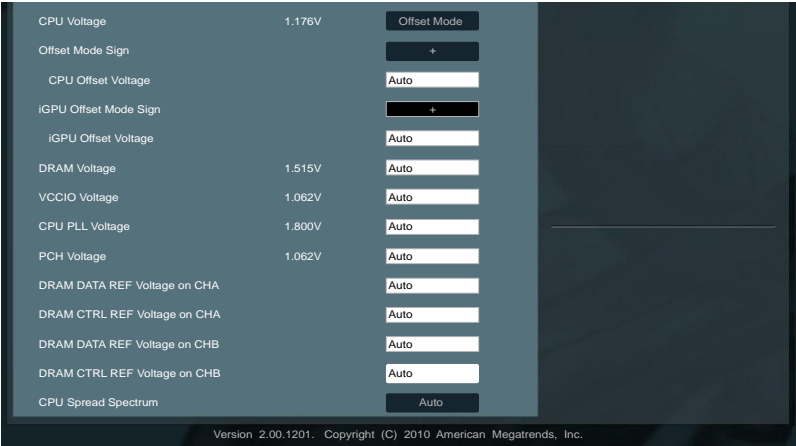 CPU Voltage 1.176V Offset Mode
Offset Mode Sign +
CPU Offset Voltage Auto
iGPU Offset Mode Sign +
iGPU Offset Voltage Auto
DRAM Voltage 1.515V Auto
VCCIO Voltage 1.062V Auto
CPU PLL Voltage 1.800V Auto
PCH Voltage 1.062V Auto
DRAM DATA REF Voltage on CHA Auto
DRAM CTRL REF Voltage on CHA Auto
DRAM DATA REF Voltage on CHB Auto
DRAM CTRL REF Voltage on CHB Auto
CPU Spread Spectrum Auto
Version 2.00.1201. Copyright (C) 2010 American Megatrends, Inc.